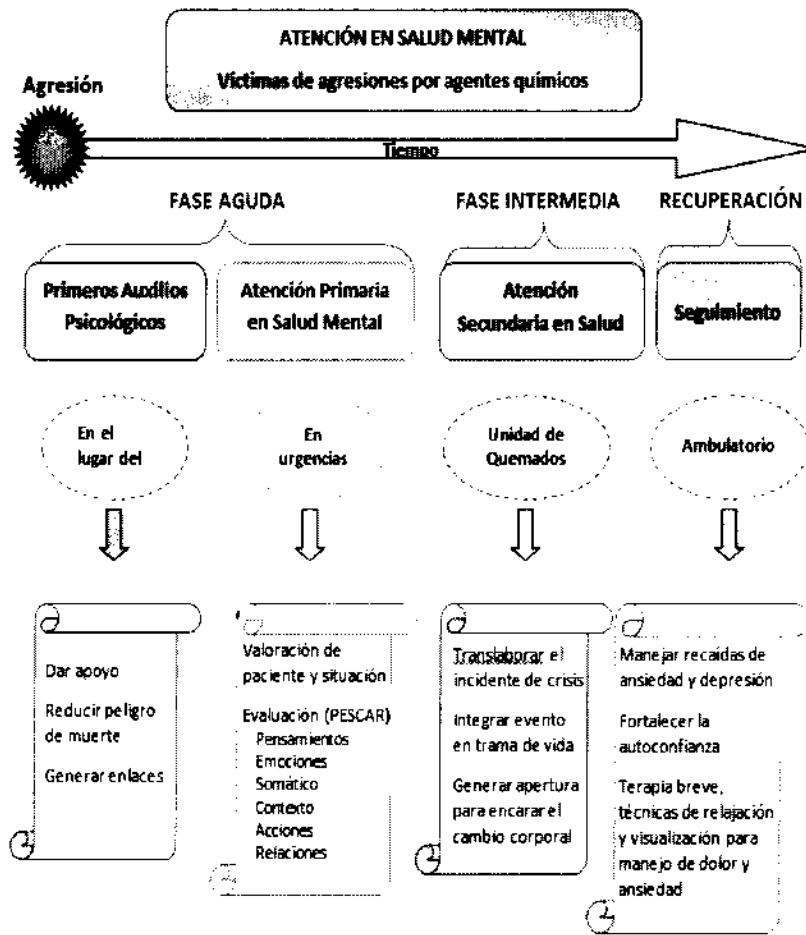 ATENCIÓN EN SALUD MENTAL
Víctimas de agresiones por agentes químicos
Agresión
Tiempo
FASE AGUDA
FASE INTERMEDIA
RECUPERACIÓN
Primeros Auxilios
Psicológicos
Atención Primaria
en Salud Mental
Atención
Secundaria en Salud
Seguimiento
En el
lugar del
En
urgencias
Unidad de
Quemados
Ambulatorio
Dar apoyo
Reducir peligro
de muerte
Generar enlaces
Valoración de
paciente y situación
Evaluación (PESCAR)
Pensamientos
Emociones
Somático
Contexto
Acciones
Relaciones
Translaborar el
incidente de crisis
Integrar evento
en trama de vida
Generar apertura
para encarar el
cambio corporal
Manejar recaídas de
ansiedad y depresión
Fortalecer la
autoconfianza
Terapia breve,
técnicas de relajación
y visualización para
manejo de dolor y
ansiedad